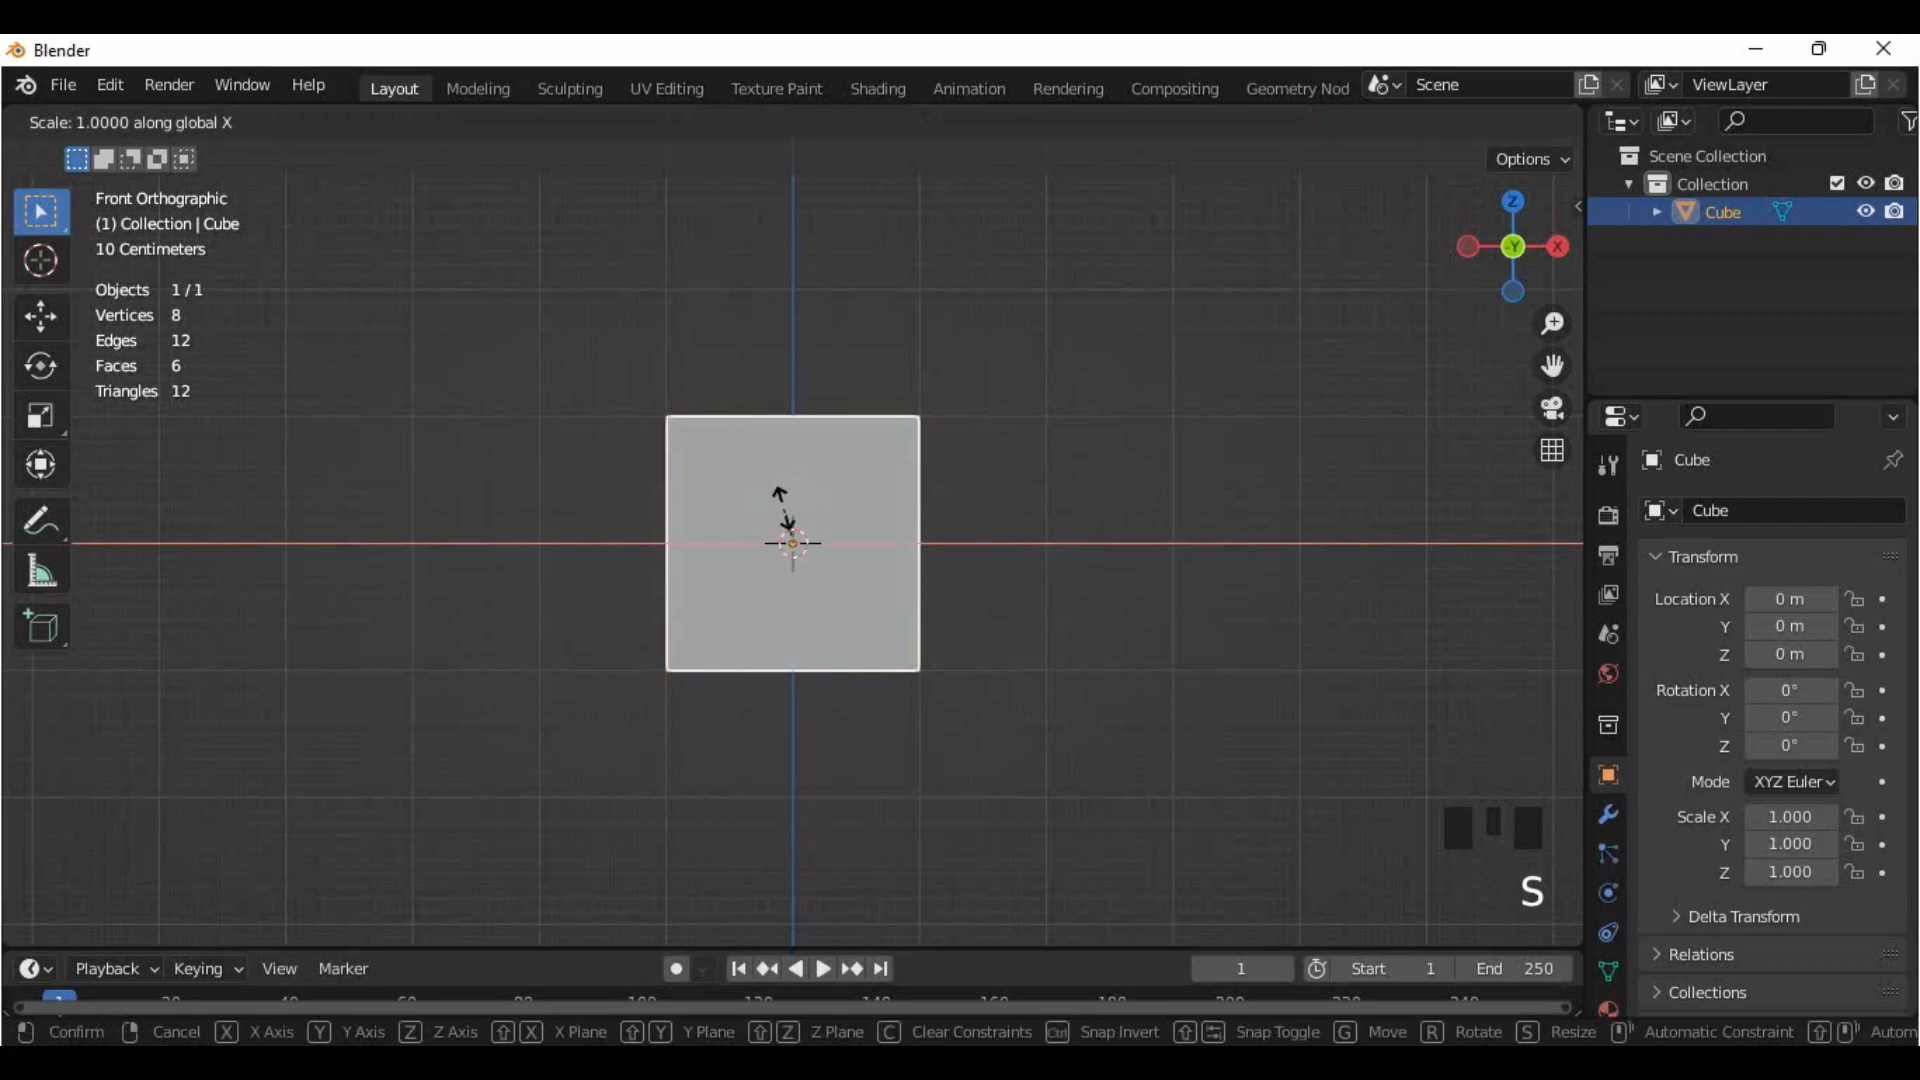 Blender
File Edit Render Window Help Layout Modeling Sculpting UV Editing Texture Paint Shading Animation Rendering Compositing Geometry Nod Scene ViewLayer
Scale: 1.0000 along global X
Options
Front Orthographic
(1) Collection | Cube
10 Centimeters
Objects 1 / 1
Vertices 8
Edges 12
Faces 6
Triangles 12
Z
-Y X
S
Scene Collection
Collection
Cube
Cube
Cube
Transform
Location X 0 m
Y 0 m
Z 0 m
Rotation X 0°
Y 0°
Z 0°
Mode XYZ Euler
Scale X 1.000
Y 1.000
Z 1.000
Delta Transform
Relations
Collections
Playback Keying View Marker 1 Start 1 End 250
Confirm Cancel X X Axis Y Y Axis Z Z Axis X X Plane Y Y Plane Z Z Plane C Clear Constraints Ctrl Snap Invert Snap Toggle G Move R Rotate S Resize Automatic Constraint Autom